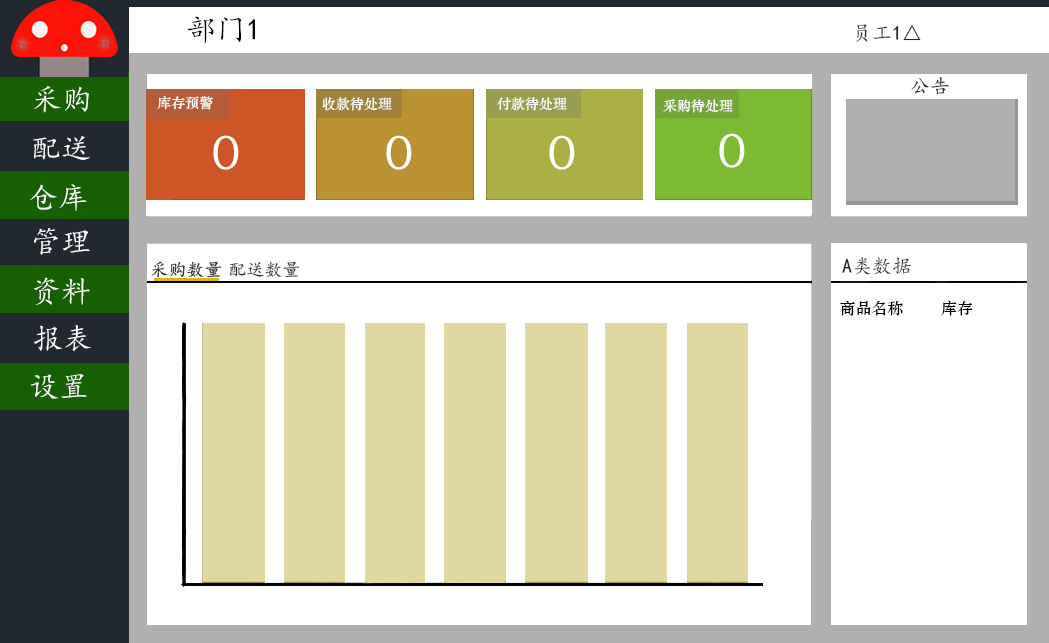 部门1
员工1△
采购
配送
仓库
管理
资料
报表
设置
库存预警
0
收款待处理
0
付款待处理
0
采购待处理
0
公告
采购数量 配送数量
A类数据
商品名称 库存